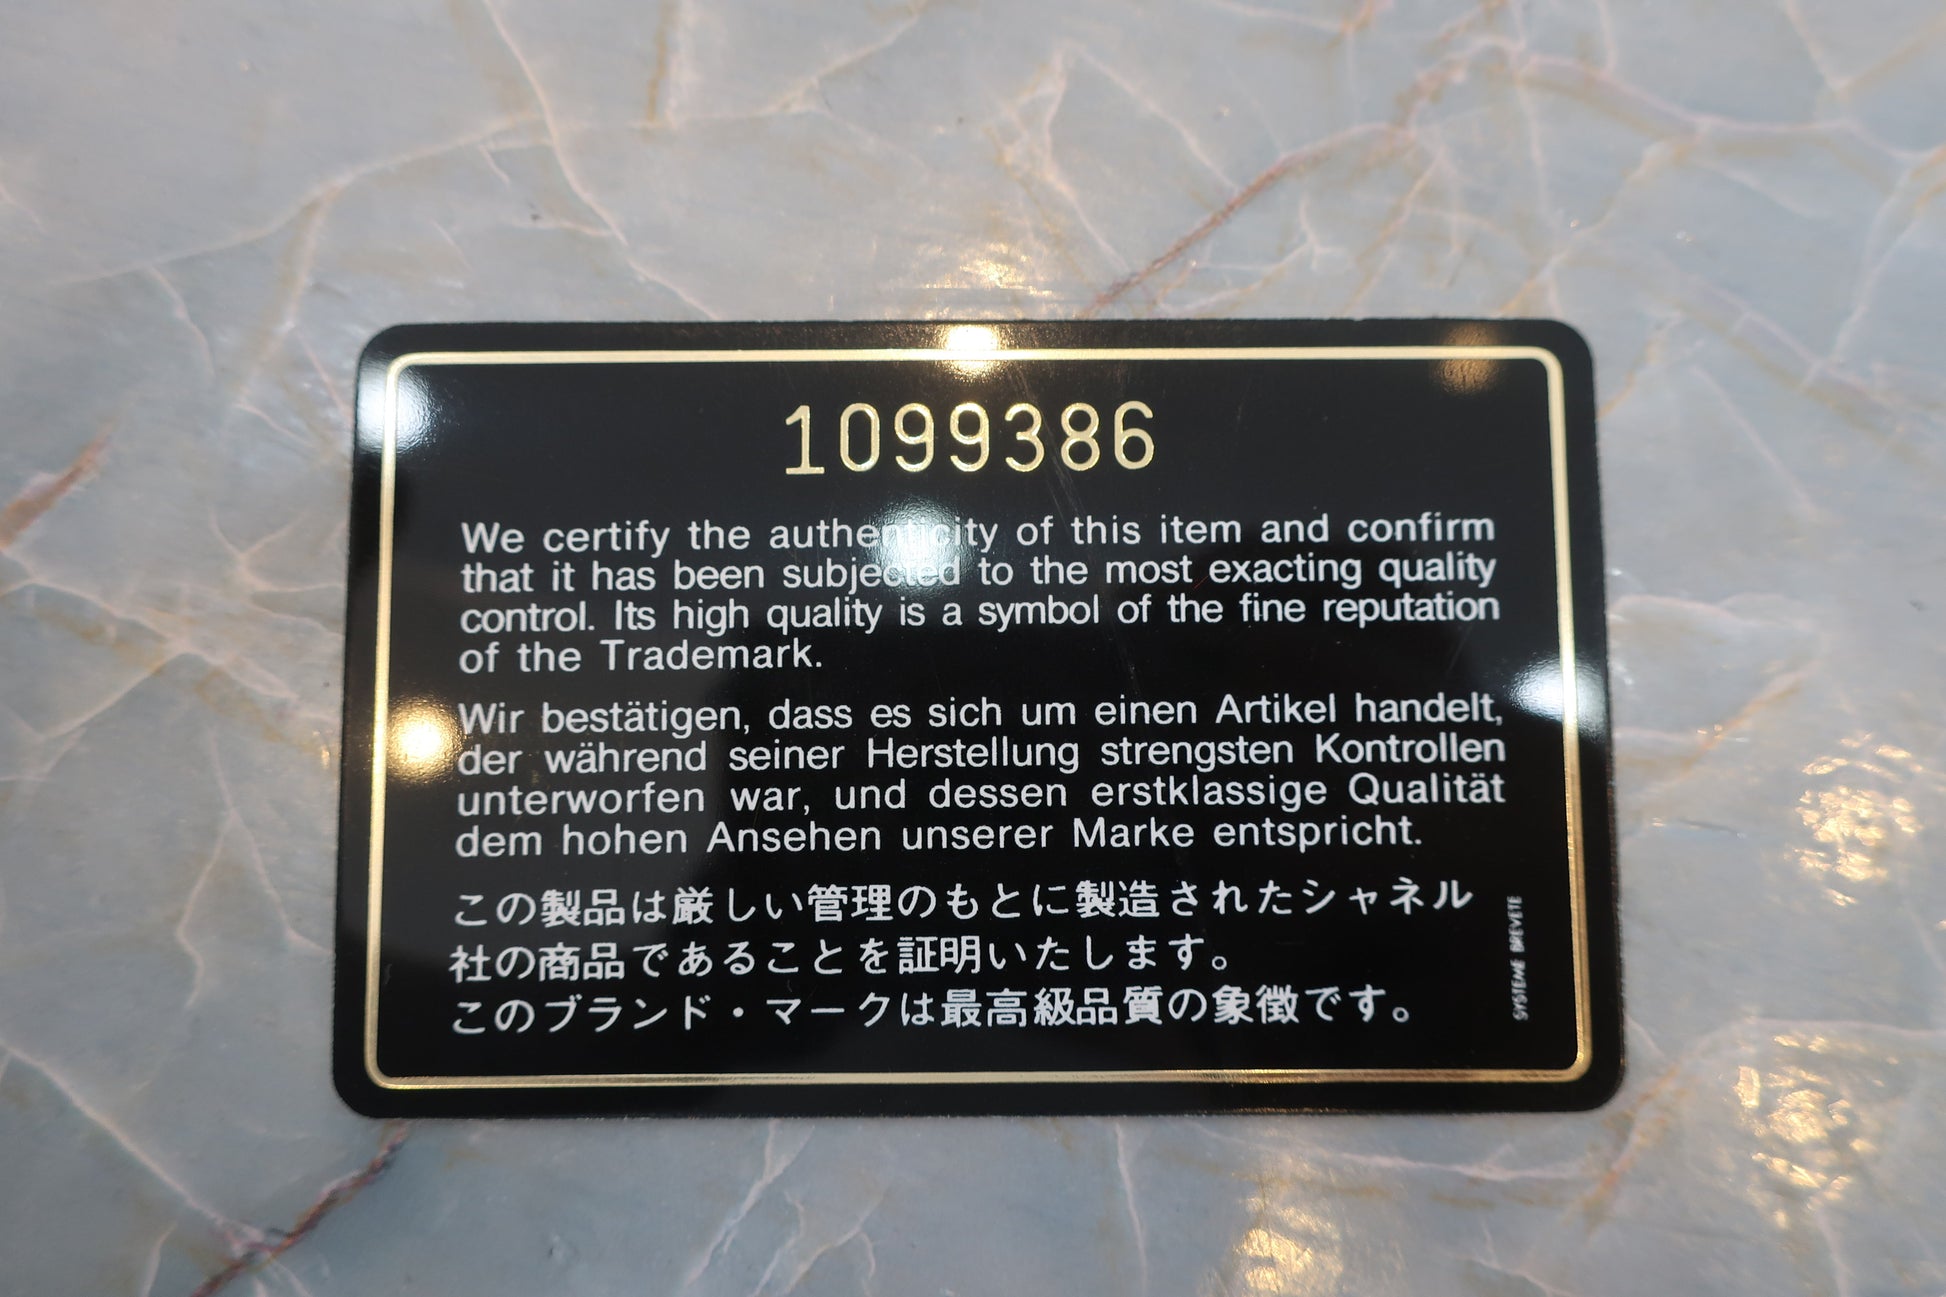 1099386
We certify the authenticity of this item and confirm
that it has been subjected to the most exacting quality
control. Its high quality is a symbol of the fine reputation
of the Trademark.
Wir bestätigen, dass es sich um einen Artikel handelt,
der während seiner Herstellung strengsten Kontrollen
unterworfen war, und dessen erstklassige Qualität
dem hohen Ansehen unserer Marke entspricht.
この製品は厳しい管理のもとに製造されたシャネル
社の商品であることを証明いたします。
このブランド・マークは最高級品質の象徴です。
SYSTEME BREVETE